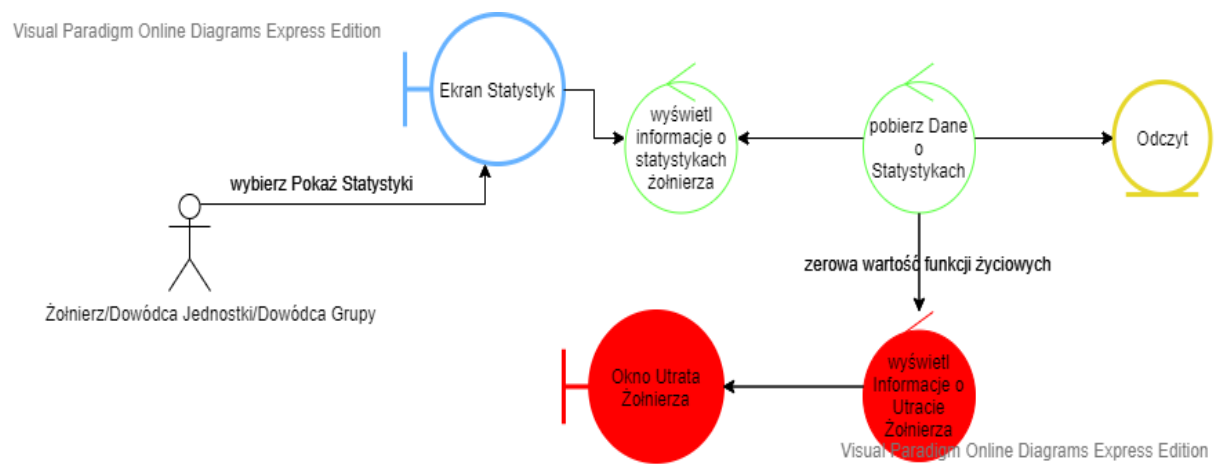 Visual Paradigm Online Diagrams Express Edition
Ekran Statystyk
wyświetl
informacje o
statystykach
żołnierza
pobierz Dane
o
Statystykach
Odczyt
wybierz Pokaż Statystyki
zerowa wartość funkcji życiowych
Żołnierz/Dowódca Jednostki/Dowódca Grupy
Okno Utrata
Żołnierza
wyświetl
Informacje o
Utracie
Żołnierza
Visual Paradigm Online Diagrams Express Edition